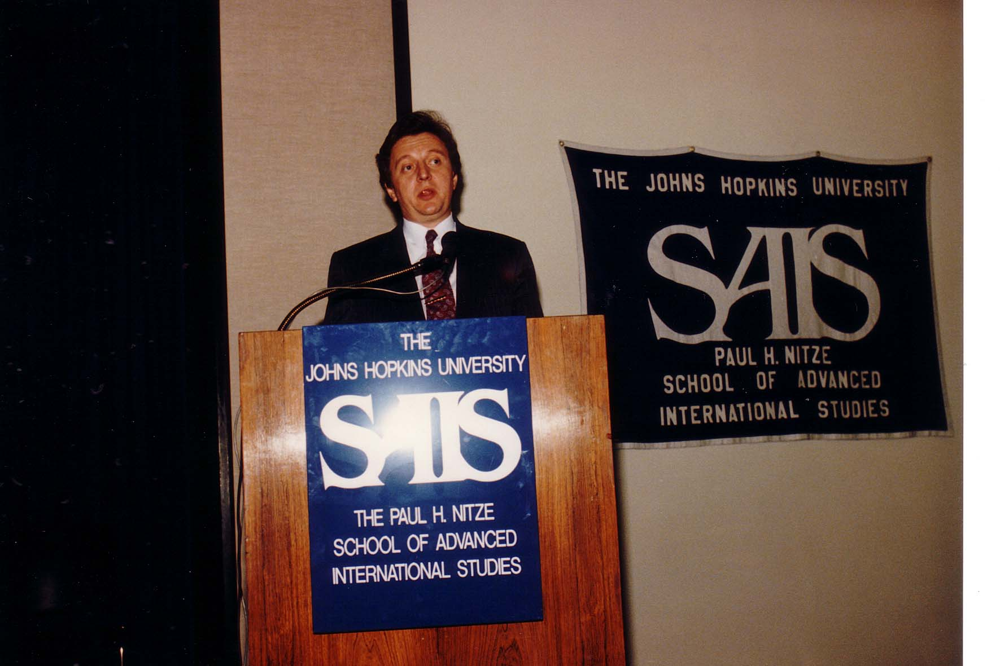 THE
JOHNS HOPKINS UNIVERSITY
SAIS
THE PAUL H. NITZE
SCHOOL OF ADVANCED
INTERNATIONAL STUDIES
THE JOHNS HOPKINS UNIVERSITY
SAIS
PAUL H. NITZE
SCHOOL OF ADVANCED
INTERNATIONAL STUDIES